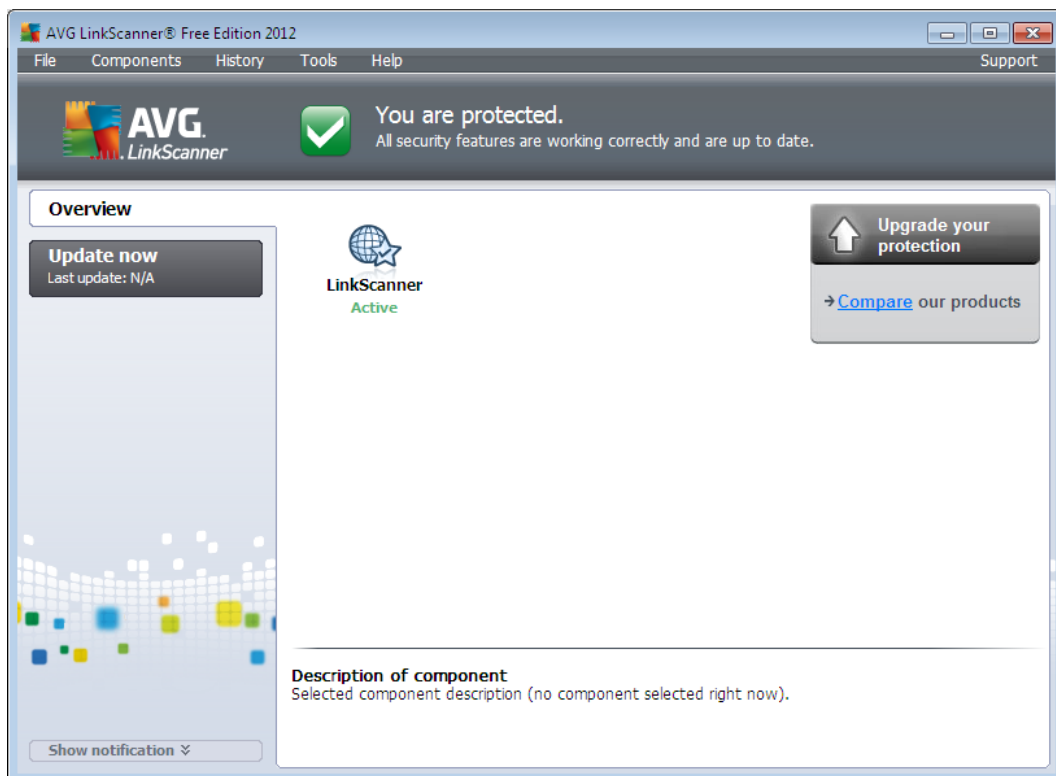 AVG LinkScanner® Free Edition 2012
File Components History Tools Help Support
AVG.
LinkScanner
You are protected.
All security features are working correctly and are up to date.
Overview
Update now
Last update: N/A
LinkScanner
Active
Upgrade your
protection
Compare our products
Description of component
Selected component description (no component selected right now).
Show notification